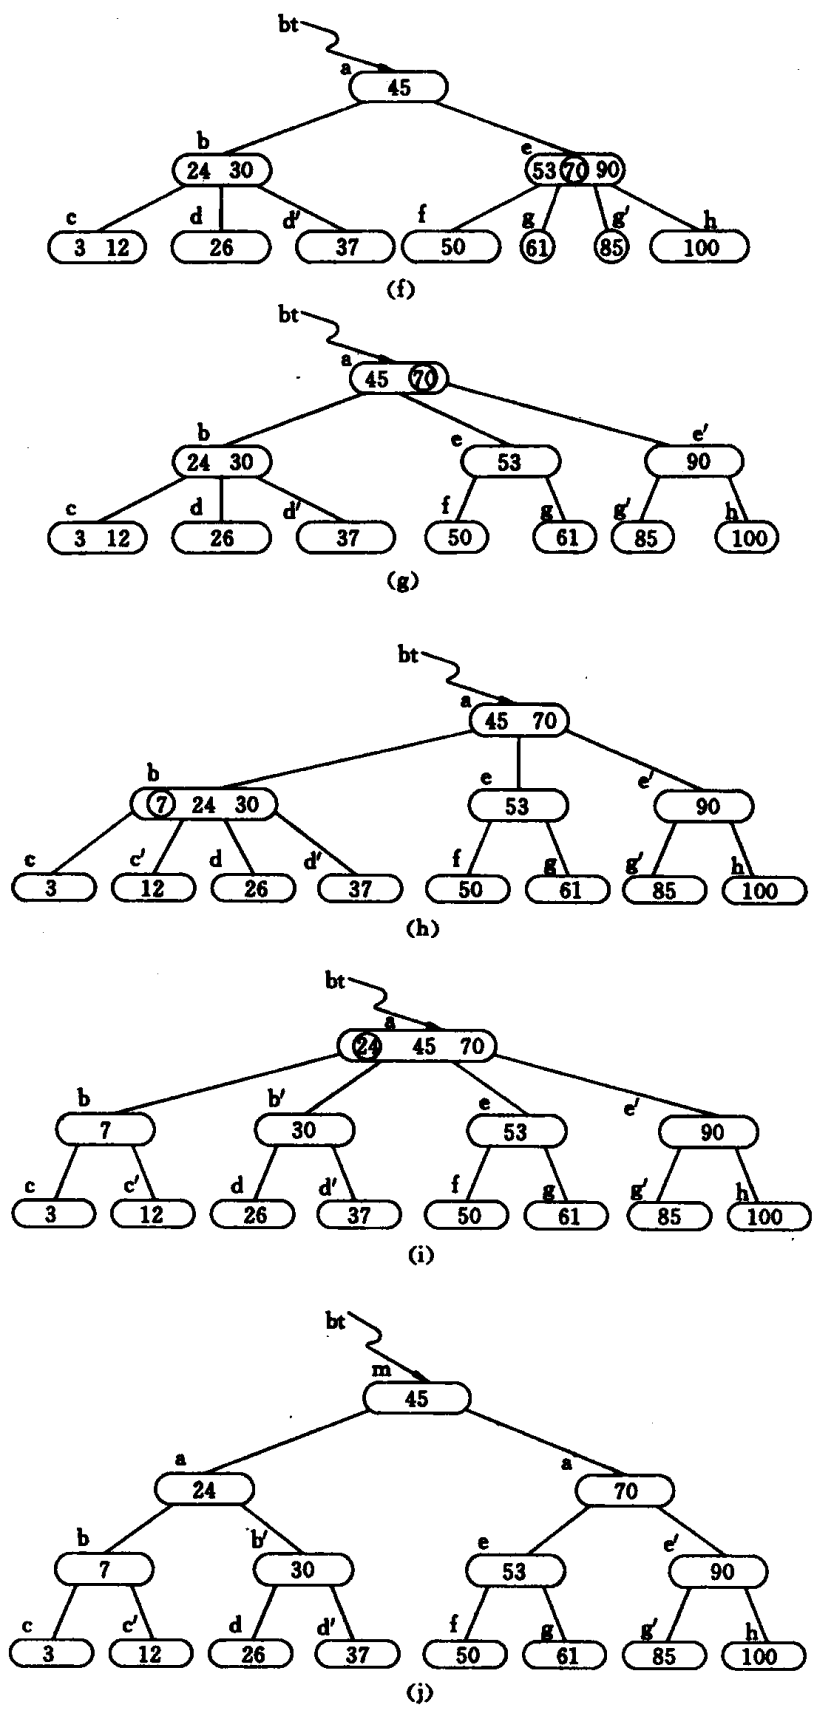 bt
a
45
b e
24 30 53 70 90
c d d′ f g g′ h
3 12 26 37 50 61 85 100
(f)
bt
a
45 70
b e e′
24 30 53 90
c d d′ f g g′ h
3 12 26 37 50 61 85 100
(g)
bt
a
45 70
b e e′
7 24 30 53 90
c c′ d d′ f g g′ h
3 12 26 37 50 61 85 100
(h)
bt
a
24 45 70
b b′ e e′
7 30 53 90
c c′ d d′ f g g′ h
3 12 26 37 50 61 85 100
(i)
bt
m
45
a a
24 70
b b′ e e′
7 30 53 90
c c′ d d′ f g g′ h
3 12 26 37 50 61 85 100
(j)